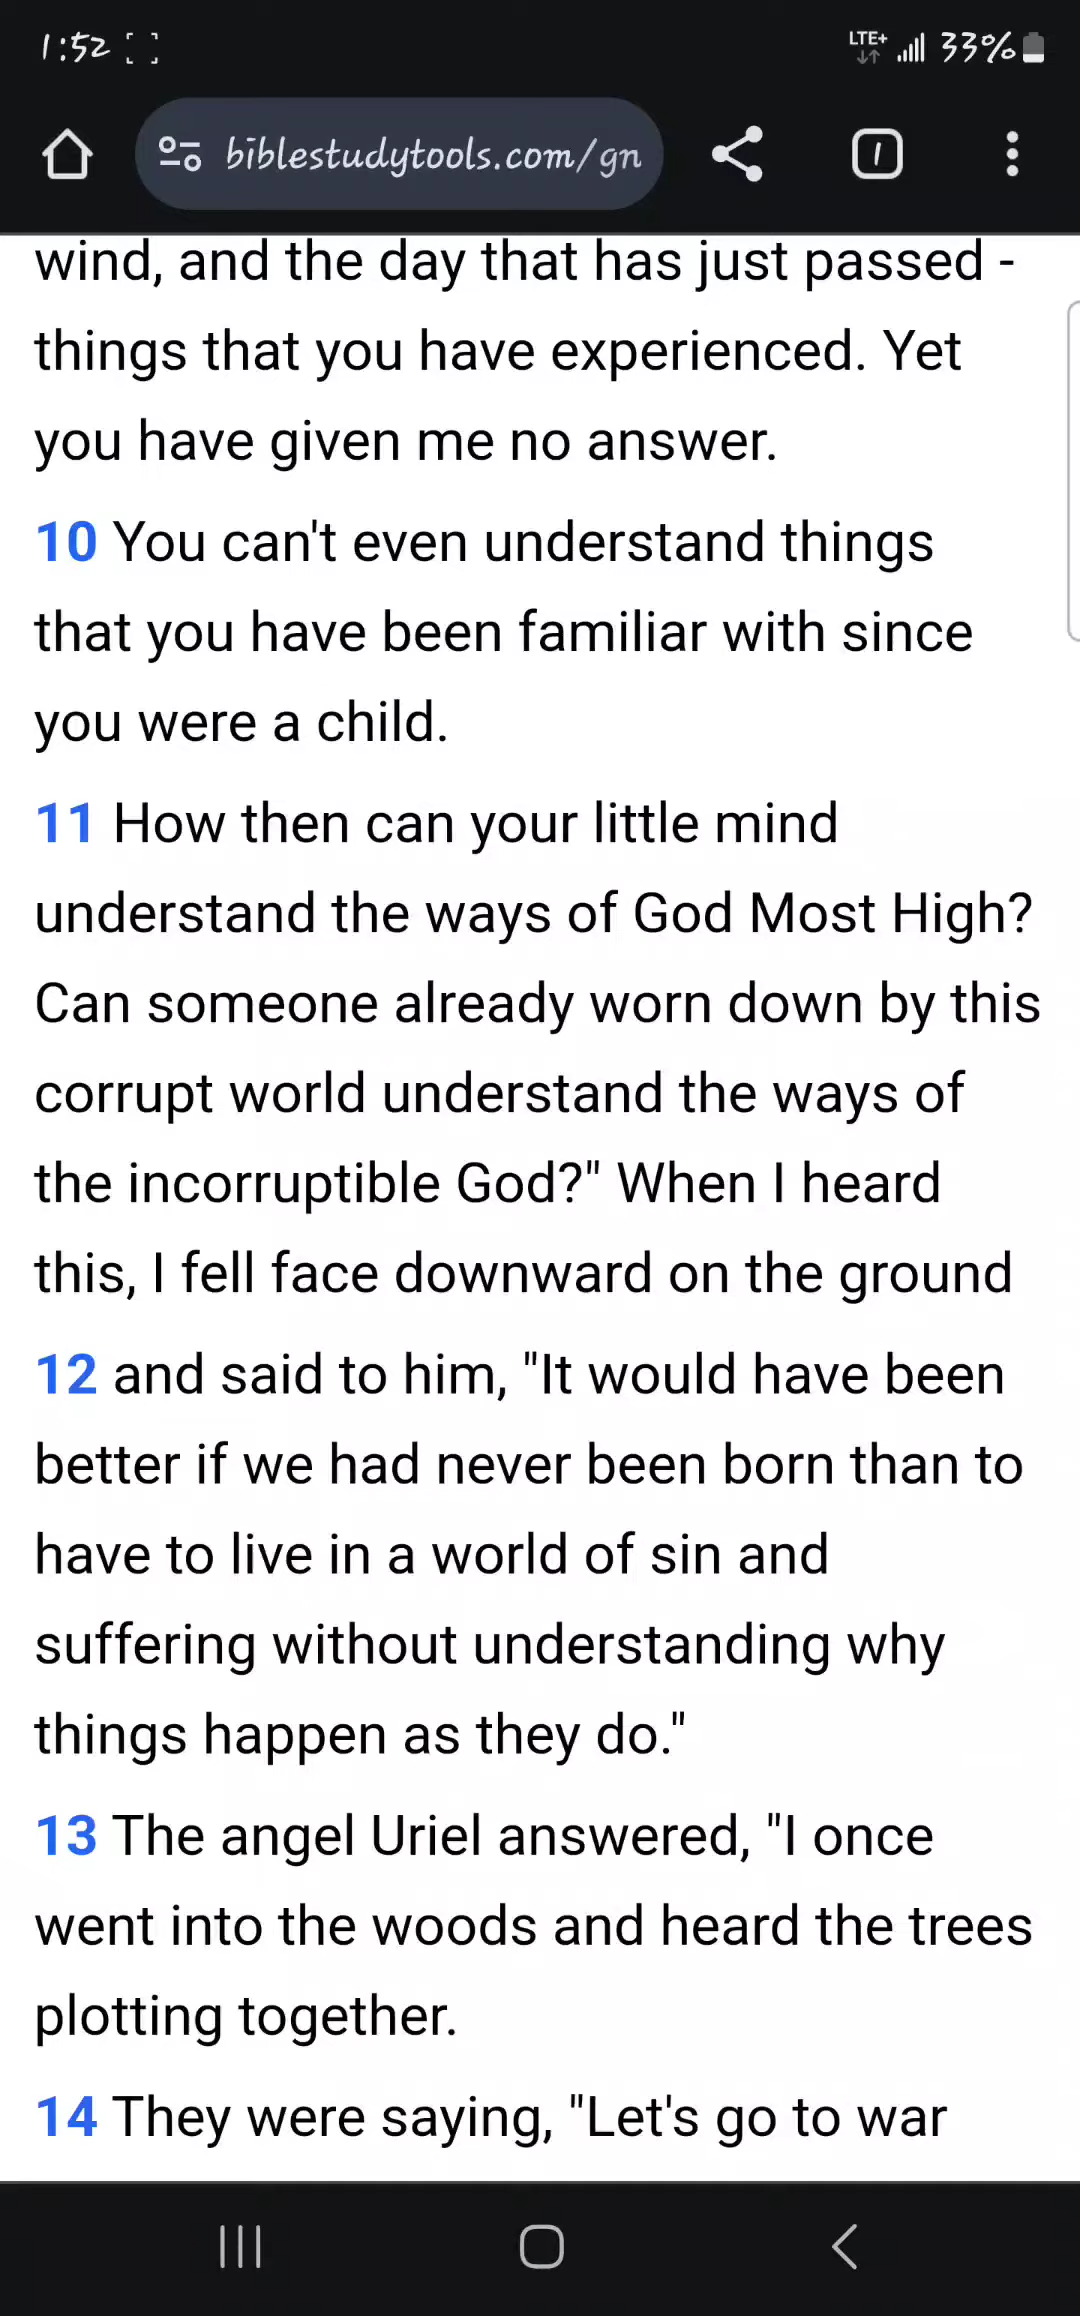 1:52
LTE+ 33%
biblestudytools.com/gn
1
wind, and the day that has just passed -
things that you have experienced. Yet
you have given me no answer.
10 You can't even understand things
that you have been familiar with since
you were a child.
11 How then can your little mind
understand the ways of God Most High?
Can someone already worn down by this
corrupt world understand the ways of
the incorruptible God?" When I heard
this, I fell face downward on the ground
12 and said to him, "It would have been
better if we had never been born than to
have to live in a world of sin and
suffering without understanding why
things happen as they do."
13 The angel Uriel answered, "I once
went into the woods and heard the trees
plotting together.
14 They were saying, "Let's go to war